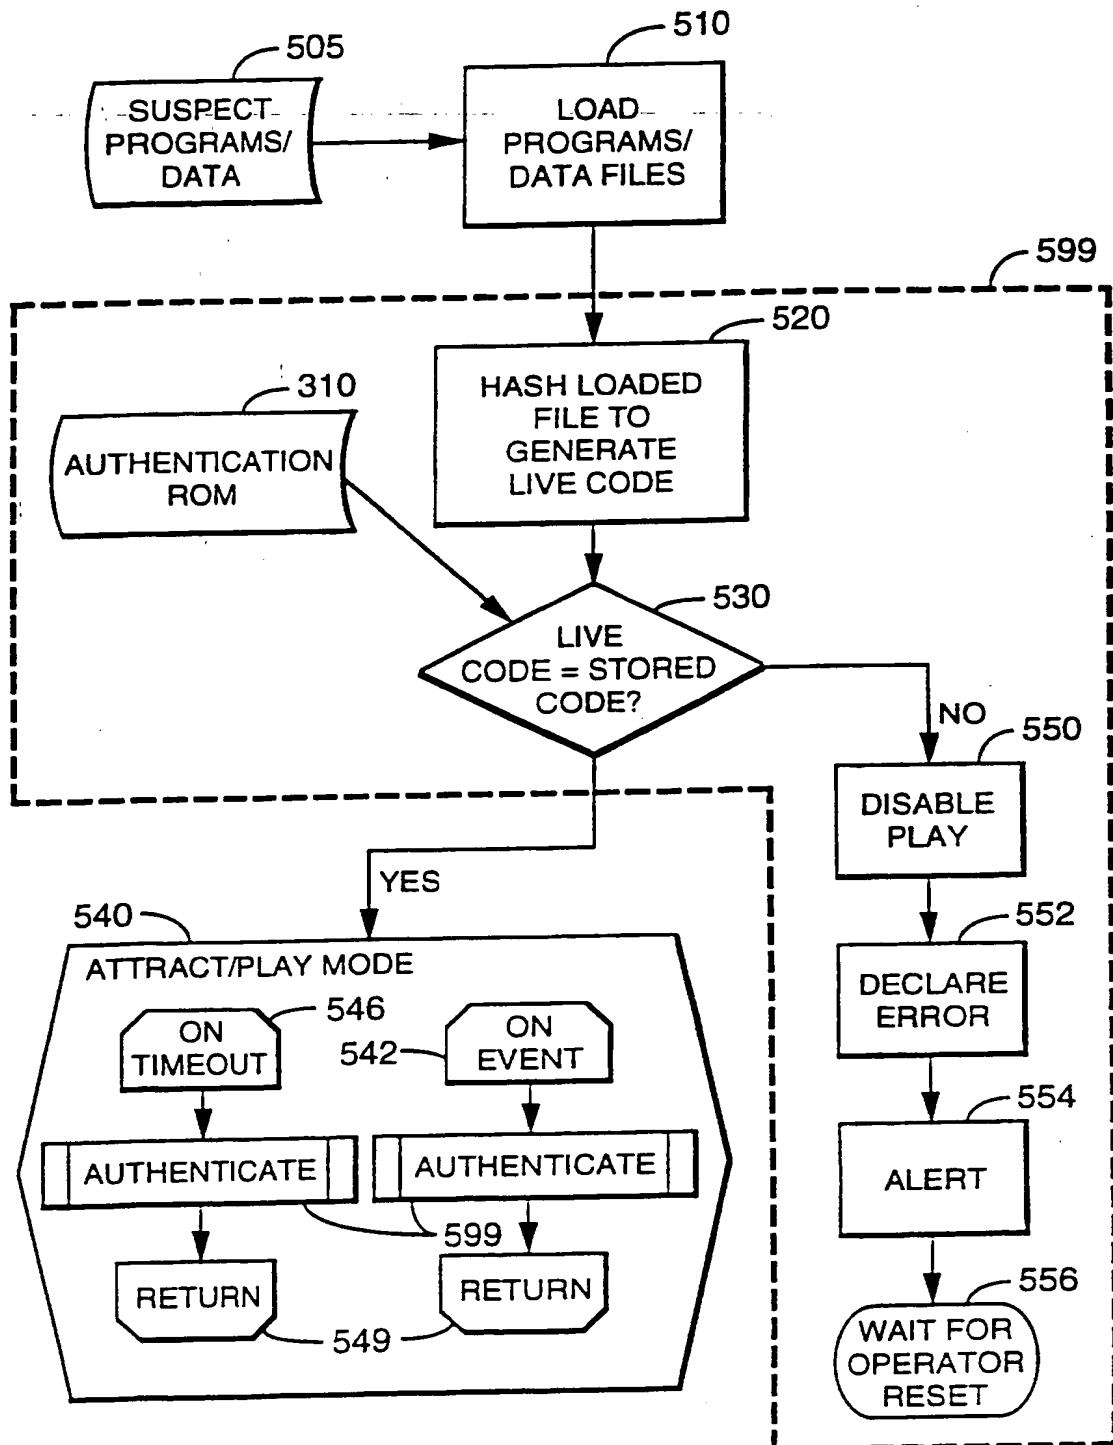 505
SUSPECT
PROGRAMS/
DATA
510
LOAD
PROGRAMS/
DATA FILES
599
520
HASH LOADED
FILE TO
GENERATE
LIVE CODE
310
AUTHENTICATION
ROM
530
LIVE
CODE = STORED
CODE?
NO
550
DISABLE
PLAY
YES
552
DECLARE
ERROR
540
ATTRACT/PLAY MODE
546
ON
TIMEOUT
542
ON
EVENT
554
ALERT
AUTHENTICATE
AUTHENTICATE
599
RETURN
RETURN
549
556
WAIT FOR
OPERATOR
RESET